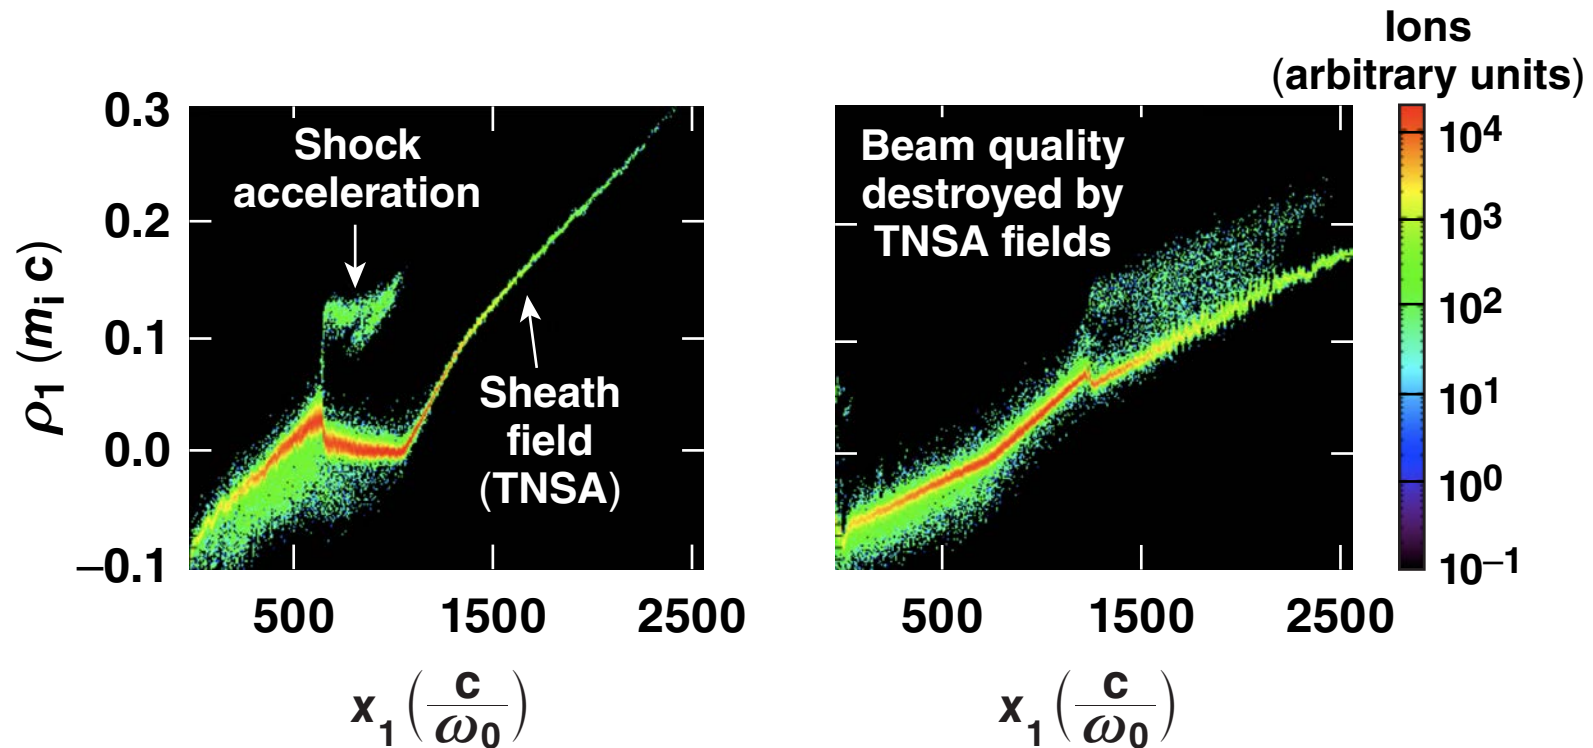 Ions
(arbitrary units)
0.3
0.2
0.1
0.0
–0.1
ρ1 (mi c)
Shock
acceleration
Sheath
field
(TNSA)
500 1500 2500
x1 (c/ω0)
Beam quality
destroyed by
TNSA fields
500 1500 2500
x1 (c/ω0)
10⁴
10³
10²
10¹
10⁰
10⁻¹